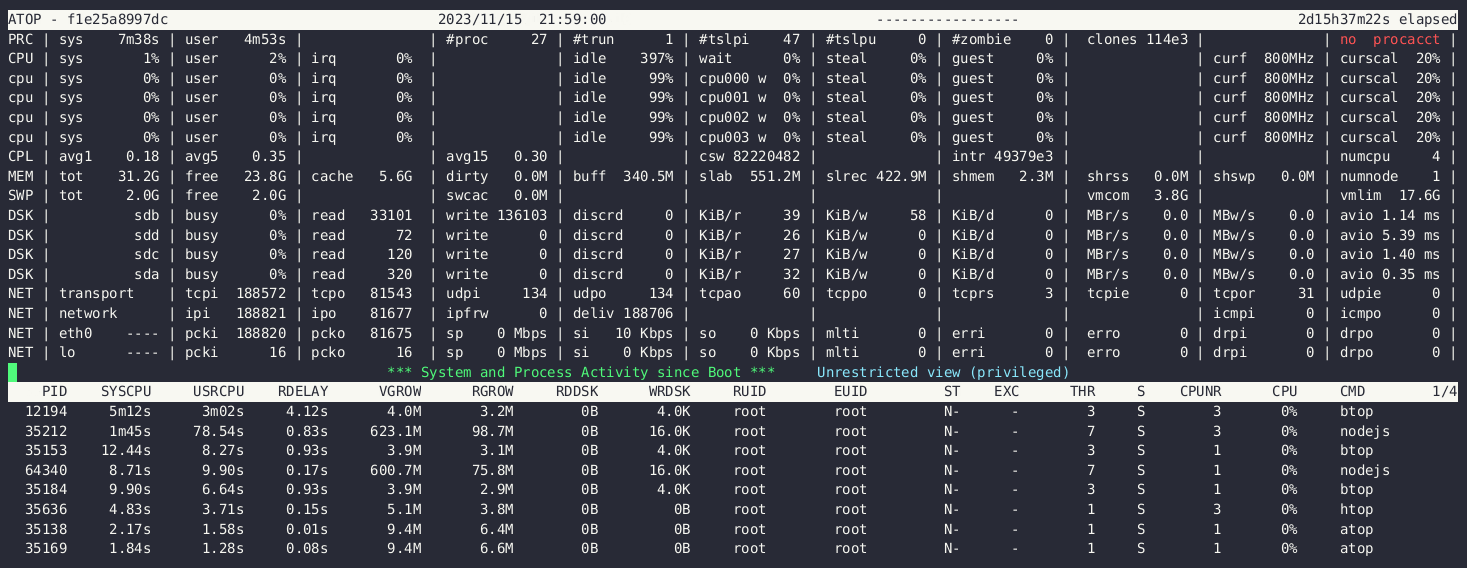 ATOP - f1e25a8997dc 2023/11/15 21:59:00 ----------------- 2d15h37m22s elapsed
PRC | sys 7m38s | user 4m53s | | #proc 27 | #trun 1 | #tslpi 47 | #tslpu 0 | #zombie 0 | clones 114e3 | | no procacct |
CPU | sys 1% | user 2% | irq 0% | | idle 397% | wait 0% | steal 0% | guest 0% | | curf 800MHz | curscal 20% |
cpu | sys 0% | user 0% | irq 0% | | idle 99% | cpu000 w 0% | steal 0% | guest 0% | | curf 800MHz | curscal 20% |
cpu | sys 0% | user 0% | irq 0% | | idle 99% | cpu001 w 0% | steal 0% | guest 0% | | curf 800MHz | curscal 20% |
cpu | sys 0% | user 0% | irq 0% | | idle 99% | cpu002 w 0% | steal 0% | guest 0% | | curf 800MHz | curscal 20% |
cpu | sys 0% | user 0% | irq 0% | | idle 99% | cpu003 w 0% | steal 0% | guest 0% | | curf 800MHz | curscal 20% |
CPL | avg1 0.18 | avg5 0.35 | | avg15 0.30 | | csw 82220482 | | intr 49379e3 | | | numcpu 4 |
MEM | tot 31.2G | free 23.8G | cache 5.6G | dirty 0.0M | buff 340.5M | slab 551.2M | slrec 422.9M | shmem 2.3M | shrss 0.0M | shswp 0.0M | numnode 1 |
SWP | tot 2.0G | free 2.0G | | swcac 0.0M | | | | | vmcom 3.8G | | vmlim 17.6G |
DSK | sdb | busy 0% | read 33101 | write 136103 | discrd 0 | KiB/r 39 | KiB/w 58 | KiB/d 0 | MBr/s 0.0 | MBw/s 0.0 | avio 1.14 ms |
DSK | sdd | busy 0% | read 72 | write 0 | discrd 0 | KiB/r 26 | KiB/w 0 | KiB/d 0 | MBr/s 0.0 | MBw/s 0.0 | avio 5.39 ms |
DSK | sdc | busy 0% | read 120 | write 0 | discrd 0 | KiB/r 27 | KiB/w 0 | KiB/d 0 | MBr/s 0.0 | MBw/s 0.0 | avio 1.40 ms |
DSK | sda | busy 0% | read 320 | write 0 | discrd 0 | KiB/r 32 | KiB/w 0 | KiB/d 0 | MBr/s 0.0 | MBw/s 0.0 | avio 0.35 ms |
NET | transport | tcpi 188572 | tcpo 81543 | udpi 134 | udpo 134 | tcpao 60 | tcppo 0 | tcprs 3 | tcpie 0 | tcpor 31 | udpie 0 |
NET | network | ipi 188821 | ipo 81677 | ipfrw 0 | deliv 188706 | | | | | icmpi 0 | icmpo 0 |
NET | eth0 ---- | pcki 188820 | pcko 81675 | sp 0 Mbps | si 10 Kbps | so 0 Kbps | mlti 0 | erri 0 | erro 0 | drpi 0 | drpo 0 |
NET | lo ---- | pcki 16 | pcko 16 | sp 0 Mbps | si 0 Kbps | so 0 Kbps | mlti 0 | erri 0 | erro 0 | drpi 0 | drpo 0 |
*** System and Process Activity since Boot *** Unrestricted view (privileged)
PID SYSCPU USRCPU RDELAY VGROW RGROW RDDSK WRDSK RUID EUID ST EXC THR S CPUNR CPU CMD 1/4
12194 5m12s 3m02s 4.12s 4.0M 3.2M 0B 4.0K root root N- - 3 S 3 0% btop
35212 1m45s 78.54s 0.83s 623.1M 98.7M 0B 16.0K root root N- - 7 S 3 0% nodejs
35153 12.44s 8.27s 0.93s 3.9M 3.1M 0B 4.0K root root N- - 3 S 1 0% btop
64340 8.71s 9.90s 0.17s 600.7M 75.8M 0B 16.0K root root N- - 7 S 1 0% nodejs
35184 9.90s 6.64s 0.93s 3.9M 2.9M 0B 4.0K root root N- - 3 S 1 0% btop
35636 4.83s 3.71s 0.15s 5.1M 3.8M 0B 0B root root N- - 1 S 3 0% htop
35138 2.17s 1.58s 0.01s 9.4M 6.4M 0B 0B root root N- - 1 S 1 0% atop
35169 1.84s 1.28s 0.08s 9.4M 6.6M 0B 0B root root N- - 1 S 1 0% atop